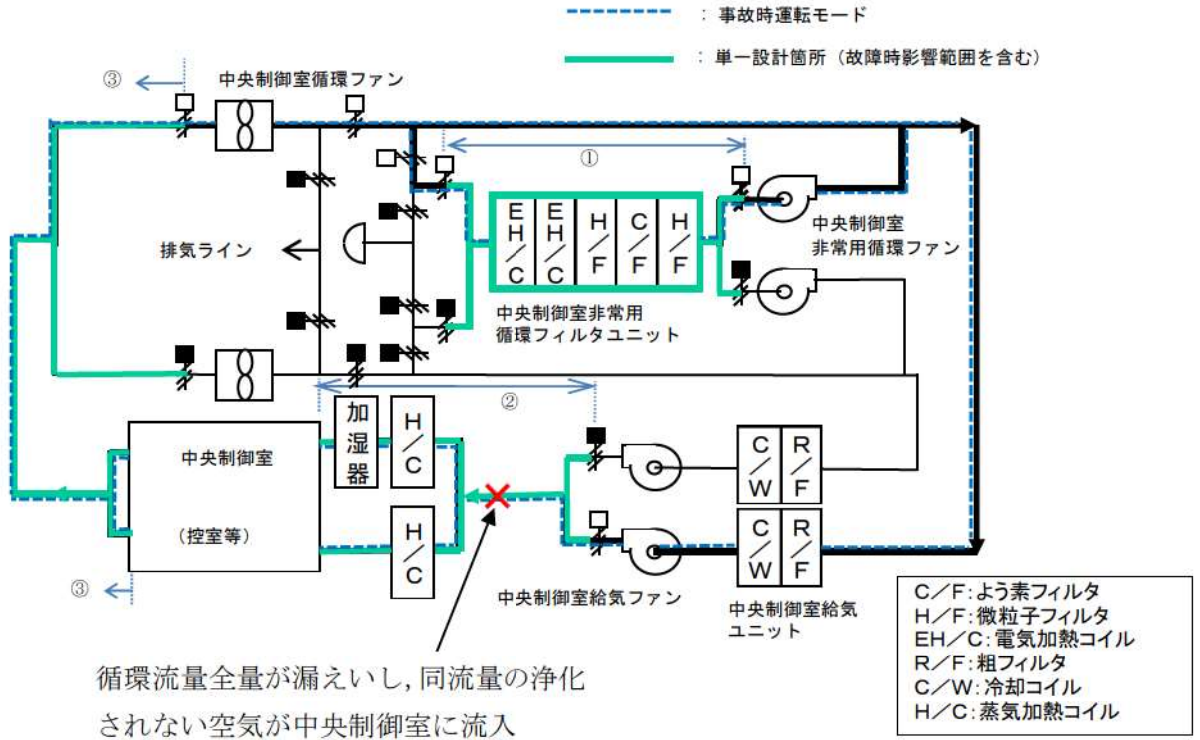 : 事故時運転モード
: 単一設計箇所（故障時影響範囲を含む）
③
中央制御室循環ファン
①
排気ライン
E
H
／
C
E
H
／
C
H
／
F
C
／
F
H
／
F
中央制御室
非常用循環ファン
中央制御室非常用
循環フィルタユニット
②
中央制御室
（控室等）
加
湿
器
H
／
C
H
／
C
C
／
W
R
／
F
C
／
W
R
／
F
③
中央制御室給気ファン
中央制御室給気
ユニット
循環流量全量が漏えいし，同流量の浄化
されない空気が中央制御室に流入
C／F：よう素フィルタ
H／F：微粒子フィルタ
EH／C：電気加熱コイル
R／F：粗フィルタ
C／W：冷却コイル
H／C：蒸気加熱コイル